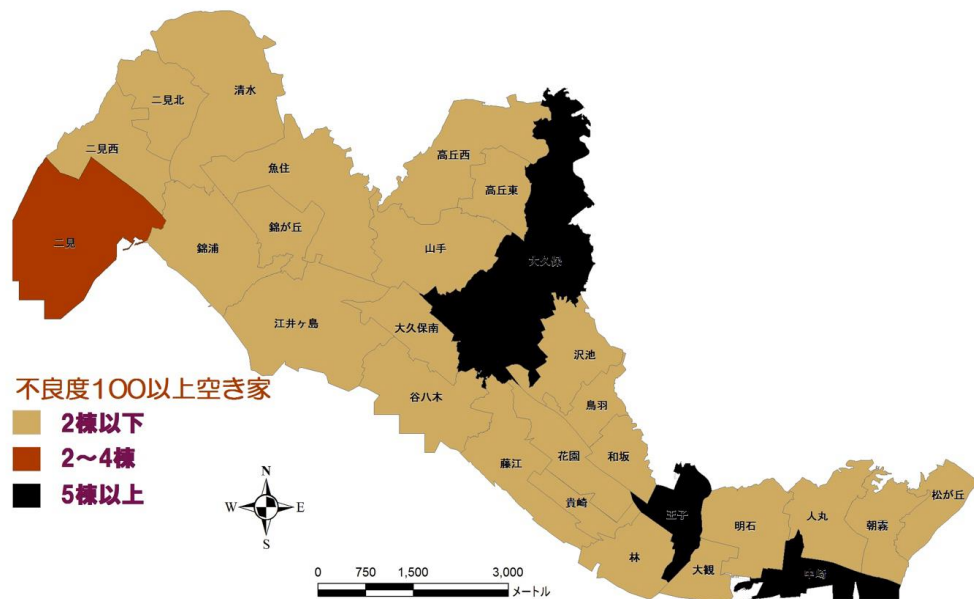 清水
二見北
二見西
魚住
高丘西
高丘東
錦が丘
二見
錦浦
山手
大久保
江井ヶ島
大久保南
沢池
谷八木
鳥羽
藤江
花園
和坂
貴崎
王子
松が丘
明石
人丸
朝霧
林
大観
中崎
不良度100以上空き家
2棟以下
2～4棟
5棟以上
N
W
E
S
0 750 1,500 3,000
メートル